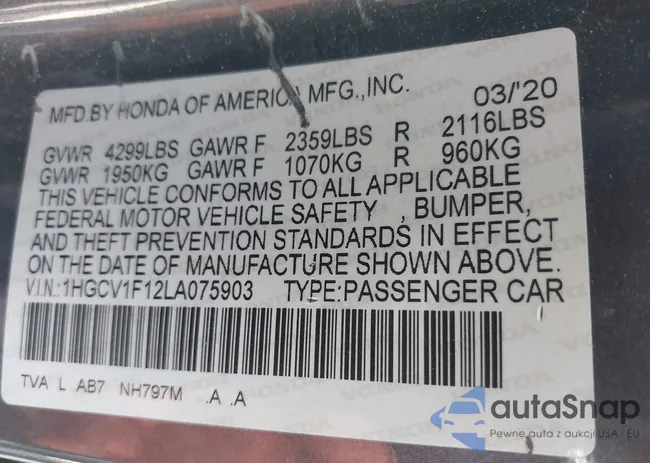 MFD.BY HONDA OF AMERICA MFG.,INC. 03/'20
GVWR 4299LBS GAWR F 2359LBS R 2116LBS
GVWR 1950KG GAWR F 1070KG R 960KG
THIS VEHICLE CONFORMS TO ALL APPLICABLE
FEDERAL MOTOR VEHICLE SAFETY , BUMPER,
AND THEFT PREVENTION STANDARDS IN EFFECT
ON THE DATE OF MANUFACTURE SHOWN ABOVE.
V.I.N.:1HGCV1F12LA075903 TYPE:PASSENGER CAR
TVA L AB7 NH797M .A .A
autaSnap
Pewne auta z aukcji USA i EU